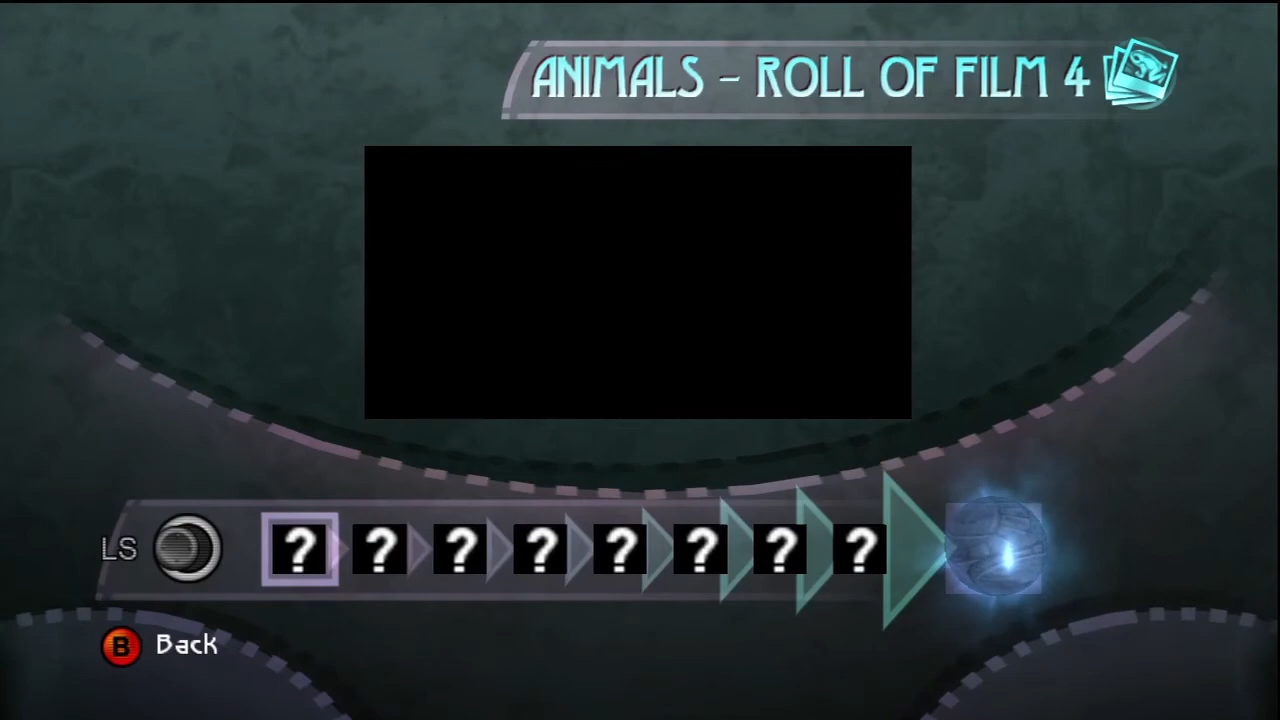 ANIMALS - ROLL OF FILM 4
LS ? ? ? ? ? ? ? ?
B Back